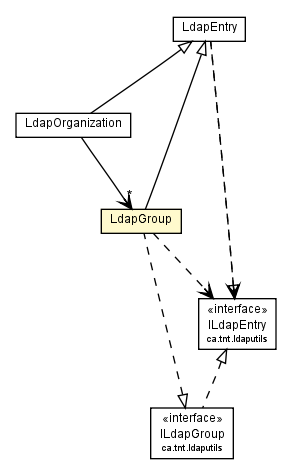 LdapEntry
LdapOrganization
*
LdapGroup
«interface»
ILdapEntry
ca.tnt.ldaputils
«interface»
ILdapGroup
ca.tnt.ldaputils